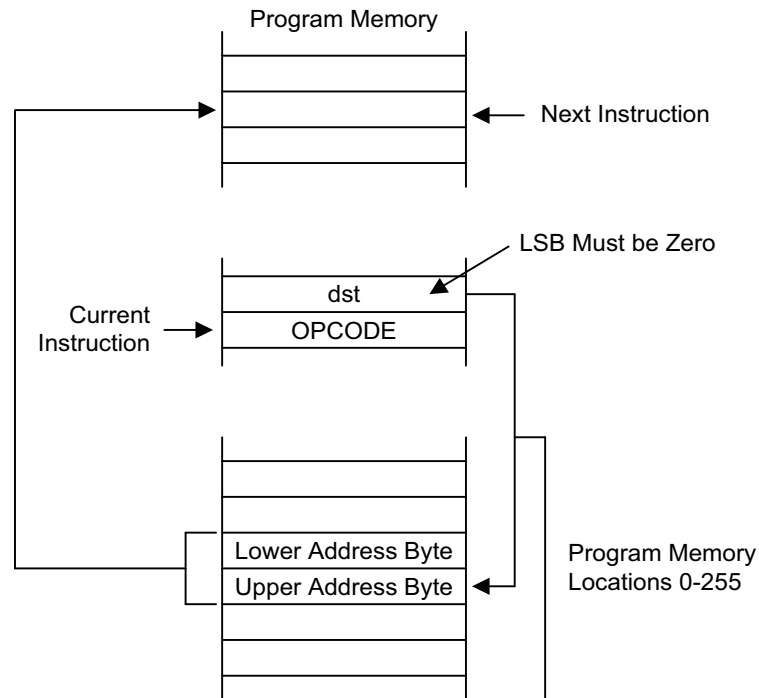 Program Memory
Next Instruction
LSB Must be Zero
dst
Current
Instruction
OPCODE
Lower Address Byte
Upper Address Byte
Program Memory
Locations 0-255